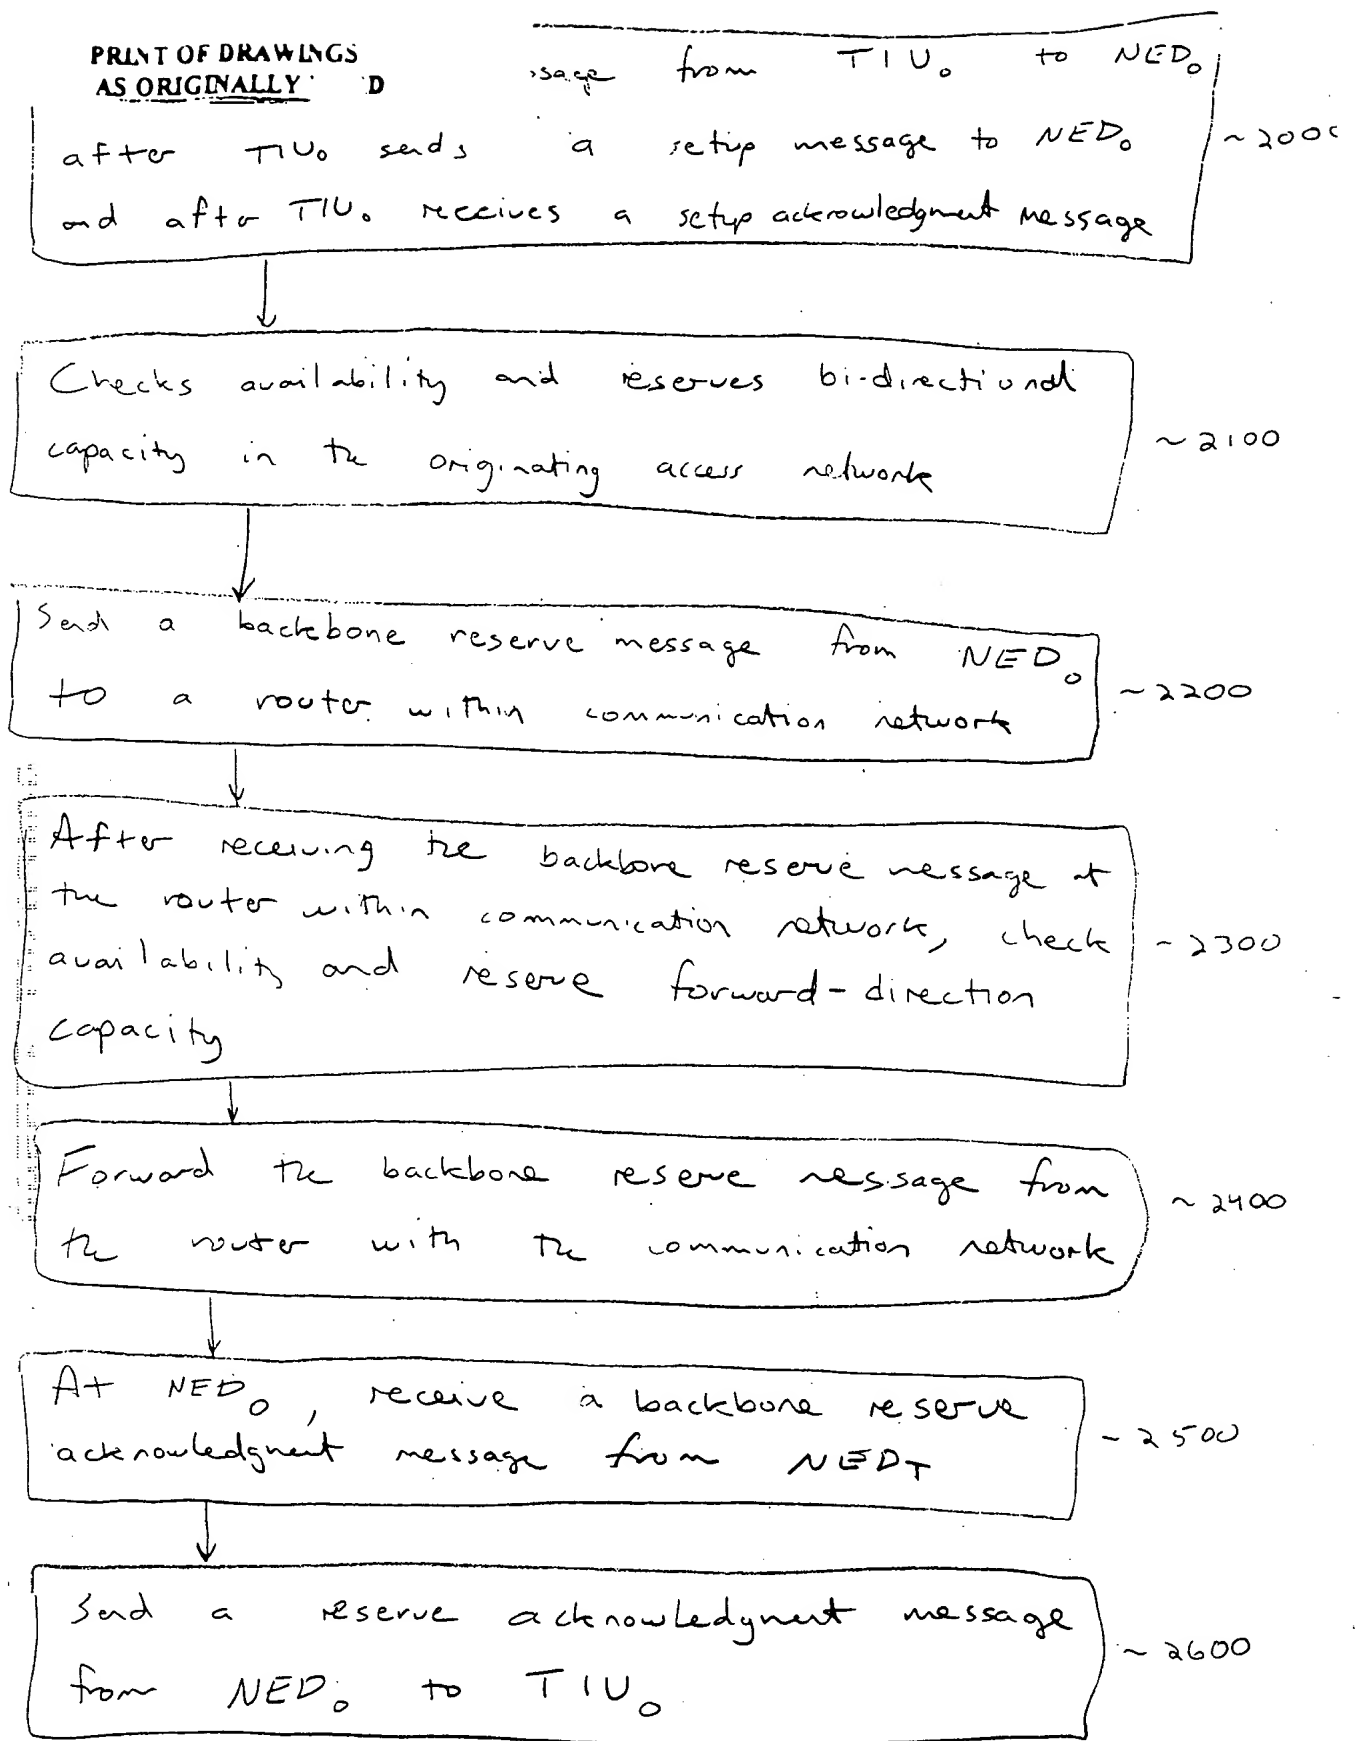 PRINT OF DRAWINGS
AS ORIGINALLY D
from TIU₀ to NED₀
after TIU₀ sends a setup message to NED₀
and after TIU₀ receives a setup acknowledgment message
~2000
Checks availability and reserves bi-directional
capacity in the originating access network
~2100
Send a backbone reserve message from NED₀
to a router within communication network
~2200
After receiving the backbone reserve message at
the router within communication network, check
availability and reserve forward-direction
capacity
~2300
Forward the backbone reserve message from
the router with the communication network
~2400
At NED₀, receive a backbone reserve
acknowledgment message from NEDT
~2500
Send a reserve acknowledgment message
from NED₀ to TIU₀
~2600